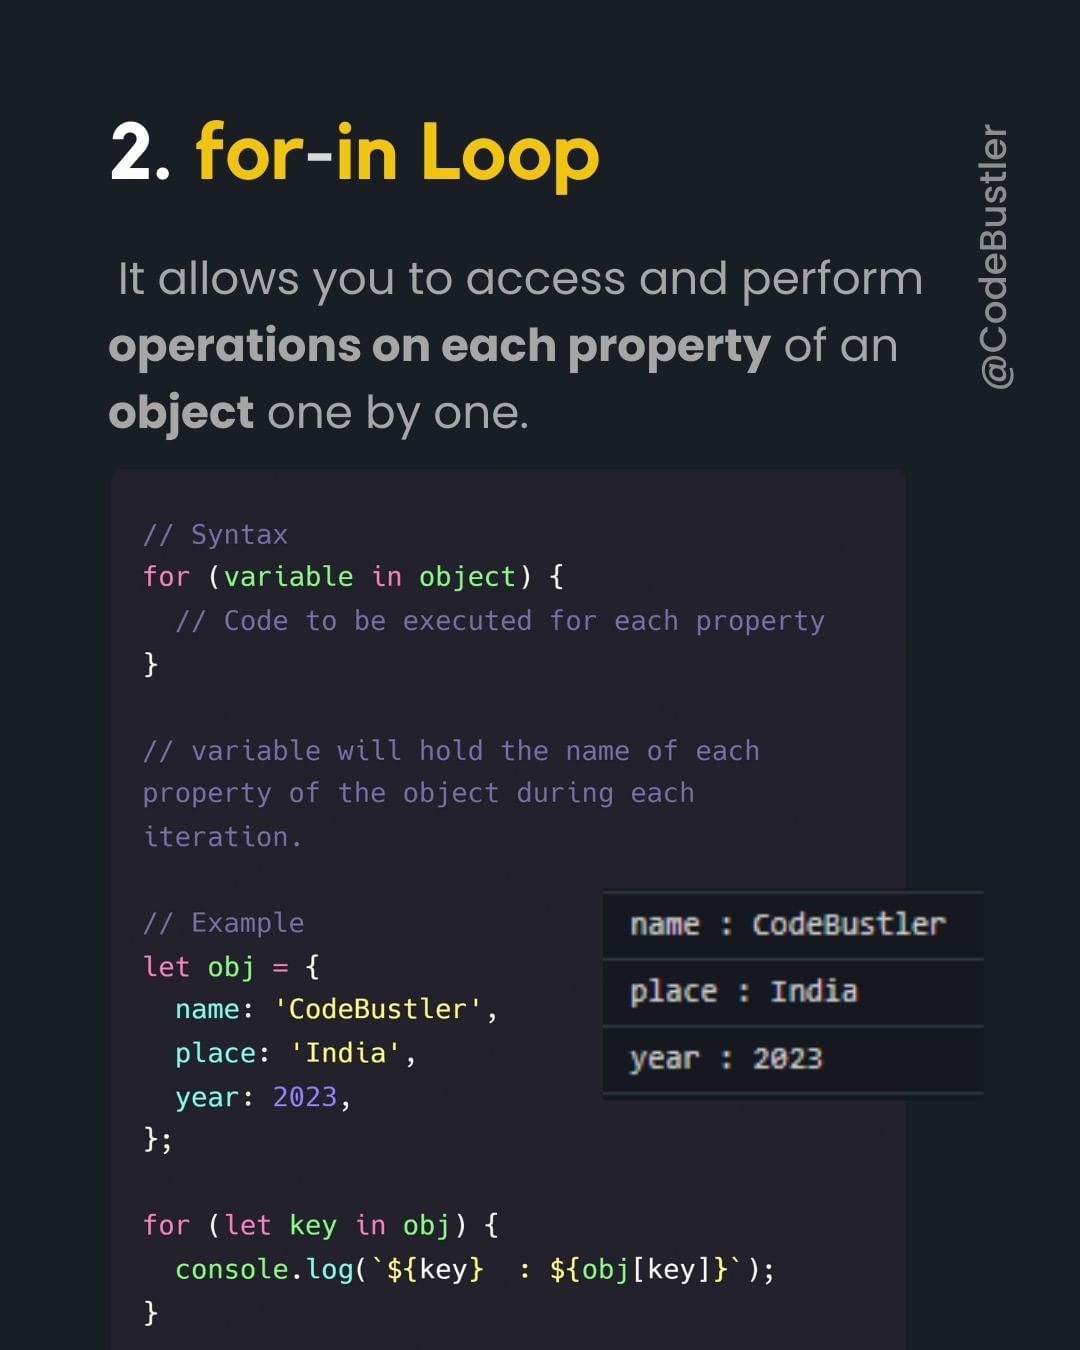 2. for-in Loop
@CodeBustler
It allows you to access and perform
operations on each property of an
object one by one.
// Syntax
for (variable in object) {
  // Code to be executed for each property
}
// variable will hold the name of each
property of the object during each
iteration.
// Example
let obj = {
  name: 'CodeBustler',
  place: 'India',
  year: 2023,
};
name : CodeBustler
place : India
year : 2023
for (let key in obj) {
  console.log(`${key}  : ${obj[key]}`);
}